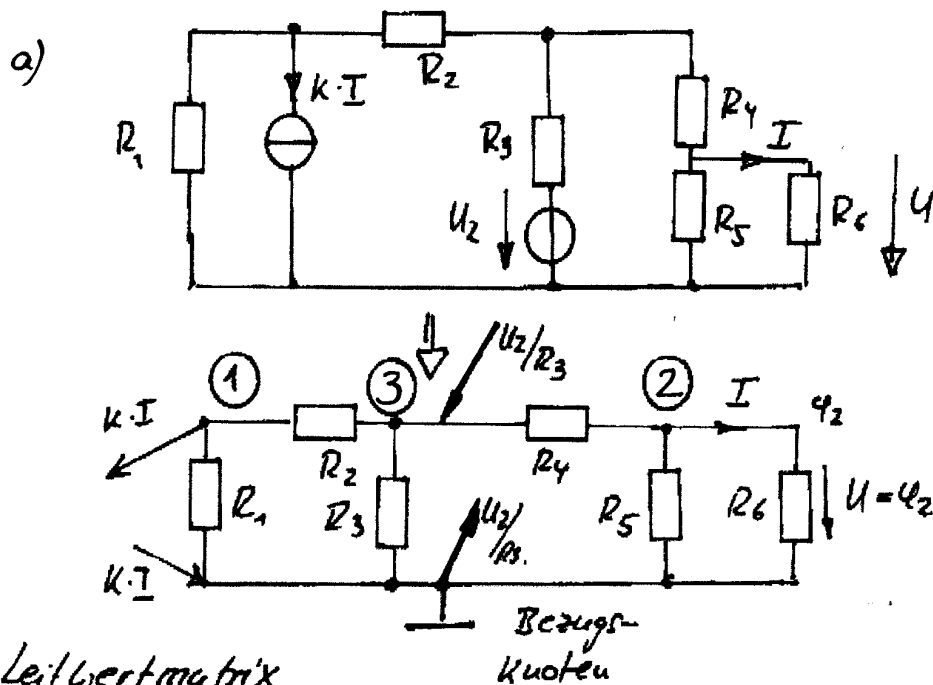 a)
R₁
K·I
R₂
R₃
U₂
R₄
I
R₅
R₆
U
U₂/R₃
①
③
②
I
φ₂
K·I
R₁
R₂
R₃
R₄
R₅
R₆
U=φ₂
K·I
U₂/R₃.
Bezugs-
Knoten
Leitwertmatrix